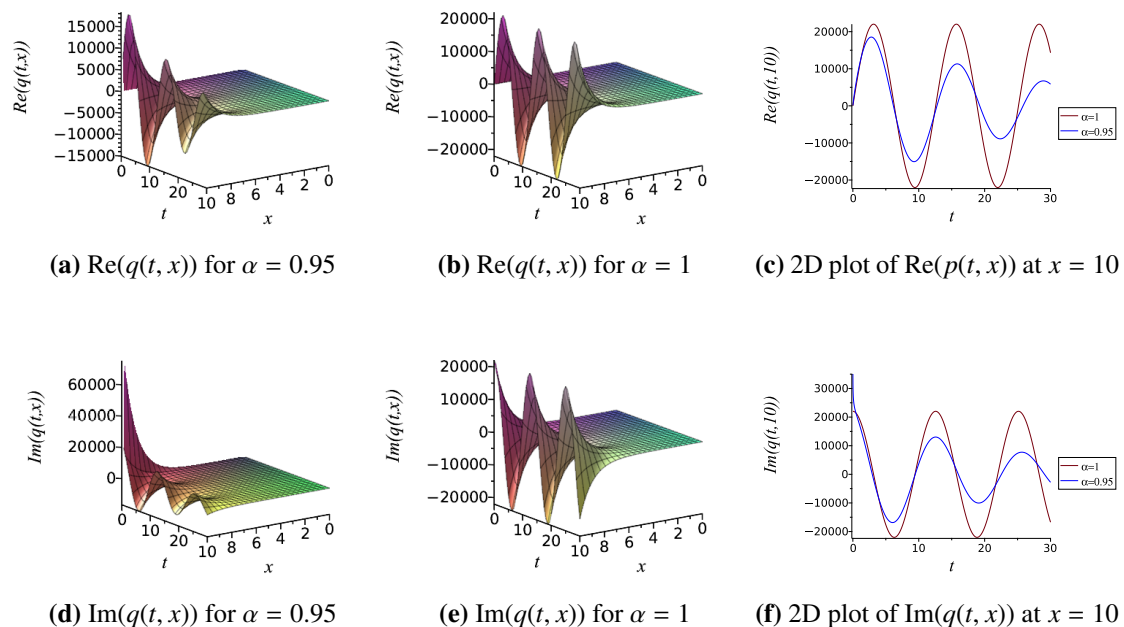 Re(q(t,x))
15000
10000
5000
0
−5000
−10000
−15000
0
10
20
t
10
8
6
4
2
0
x
(a) Re(q(t, x)) for α = 0.95
Re(q(t,x))
20000
10000
0
−10000
−20000
0
10
20
t
10
8
6
4
2
0
x
(b) Re(q(t, x)) for α = 1
Re(q(t,10))
20000
10000
0
-10000
-20000
0
10
20
30
t
α=1
α=0.95
(c) 2D plot of Re(p(t, x)) at x = 10
Im(q(t,x))
60000
40000
20000
0
0
10
20
t
10
8
6
4
2
0
x
(d) Im(q(t, x)) for α = 0.95
Im(q(t,x))
20000
10000
0
−10000
−20000
0
10
20
t
10
8
6
4
2
0
x
(e) Im(q(t, x)) for α = 1
Im(q(t,10))
30000
20000
10000
0
-10000
-20000
0
10
20
30
t
α=1
α=0.95
(f) 2D plot of Im(q(t, x)) at x = 10